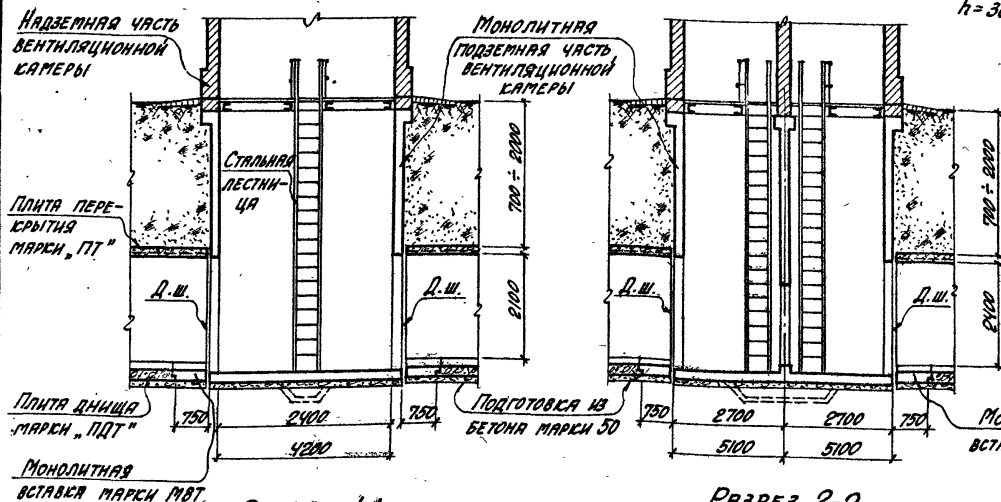 Надземная часть
вентиляционной
камеры
Монолитная
подземная часть
вентиляционной
камеры
Стальная
лестни-
ца
700÷2000
700÷2000
Плита пере-
крытия
марки „ПТ"
Д.ш.
Д.ш.
2100
Д.ш.
Д.ш.
2400
Плита днища
марки „ПДТ"
750
2400
750
4200
Подготовка из
бетона марки 50
750
2700
2700
750
5100
5100
Монолитная
вставка марки МВТ
Разрез 2-2